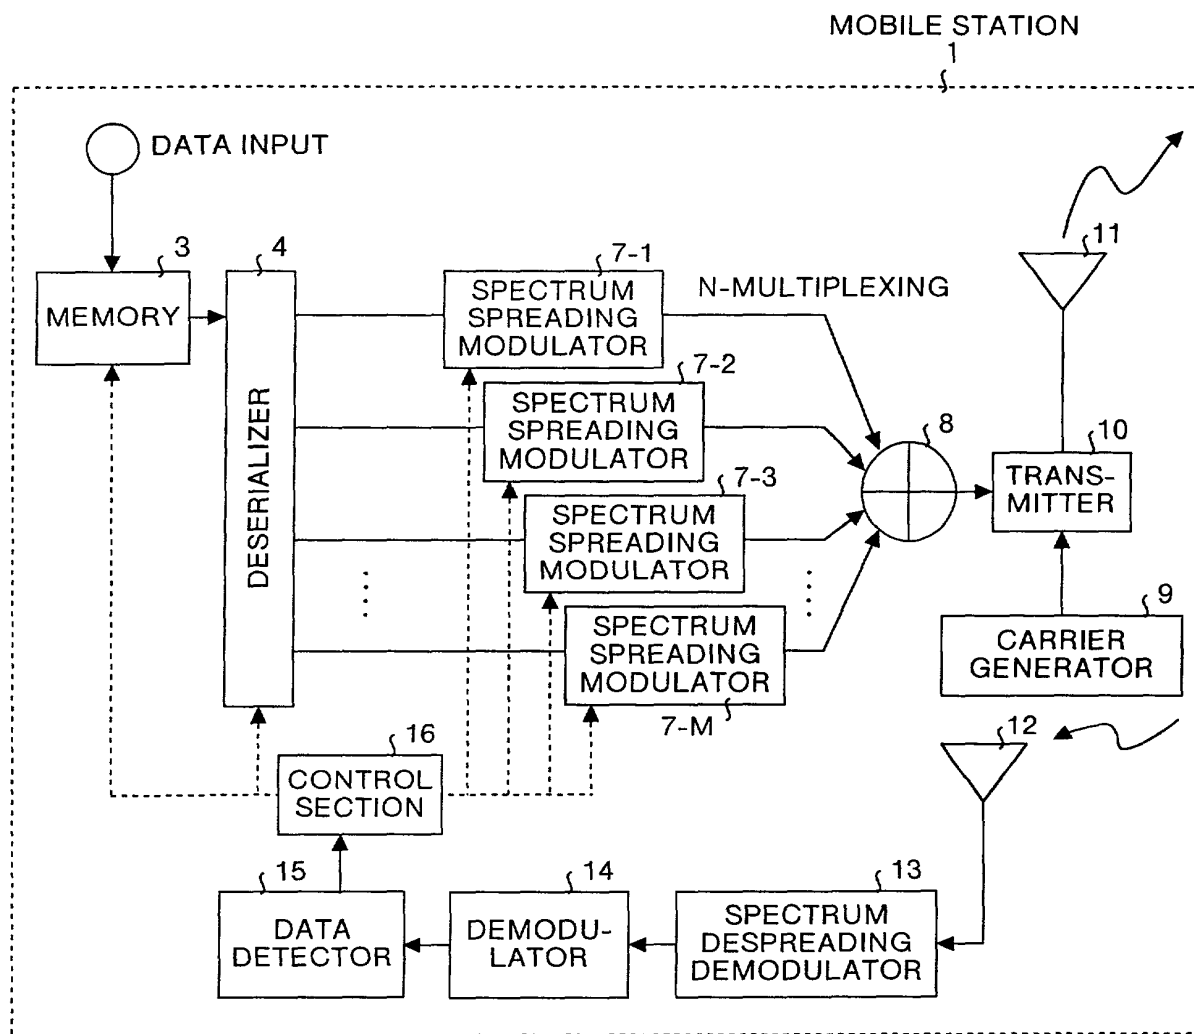 MOBILE STATION
1
DATA INPUT
3
MEMORY
4
DESERIALIZER
7-1
SPECTRUM
SPREADING
MODULATOR
N-MULTIPLEXING
7-2
SPECTRUM
SPREADING
MODULATOR
7-3
SPECTRUM
SPREADING
MODULATOR
SPECTRUM
SPREADING
MODULATOR
7-M
8
11
10
TRANS-
MITTER
9
CARRIER
GENERATOR
12
16
CONTROL
SECTION
15
DATA
DETECTOR
14
DEMODU-
LATOR
13
SPECTRUM
DESPREADING
DEMODULATOR